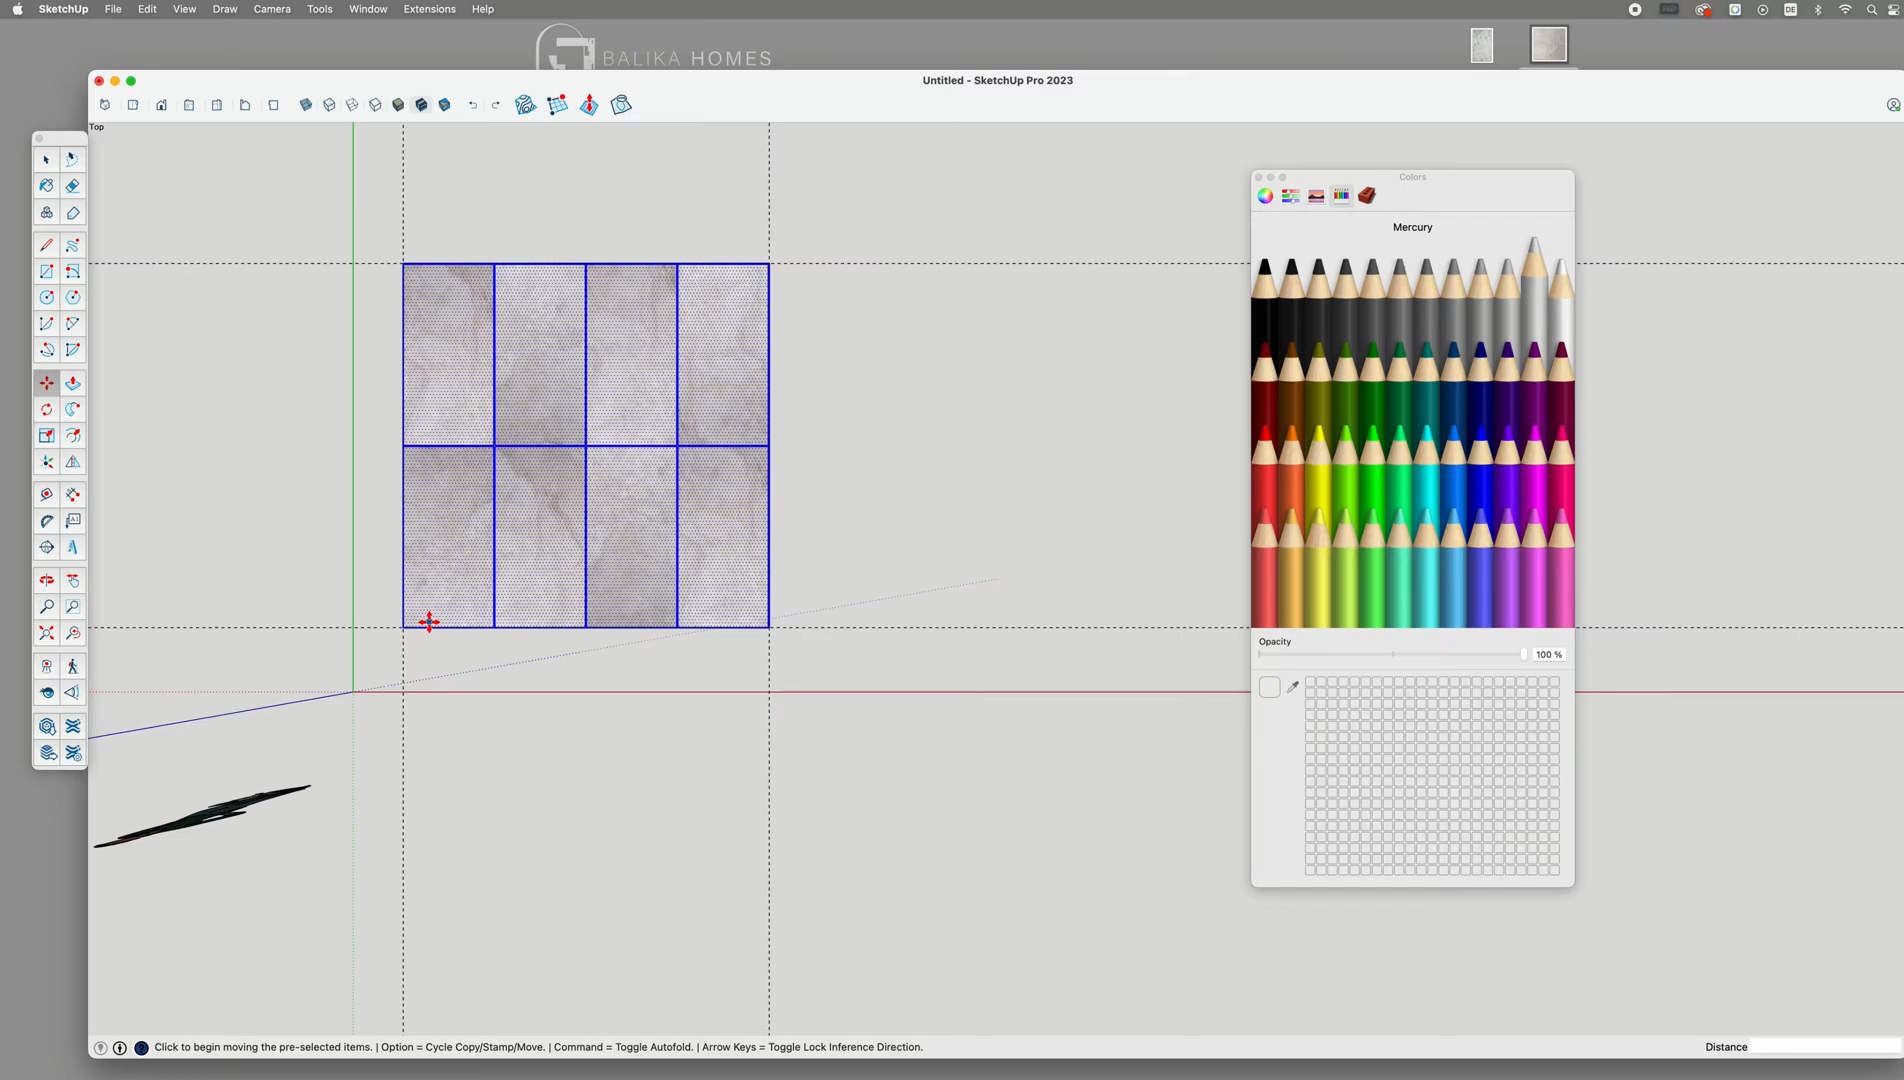 SketchUp File Edit View Draw Camera Tools Window Extensions Help
DE
BALIKA HOMES
Untitled - SketchUp Pro 2023
Top
Colors
Mercury
A1
Opacity
100 %
Click to begin moving the pre-selected items. | Option = Cycle Copy/Stamp/Move. | Command = Toggle Autofold. | Arrow Keys = Toggle Lock Inference Direction.
Distance